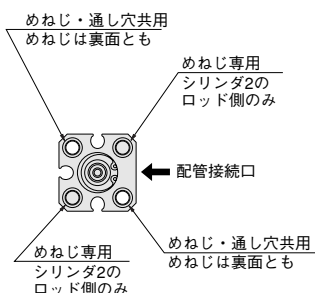 めねじ・通し穴共用
めねじは裏面とも
めねじ専用
シリンダ2の
ロッド側のみ
配管接続口
めねじ専用
シリンダ2の
ロッド側のみ
めねじ・通し穴共用
めねじは裏面とも